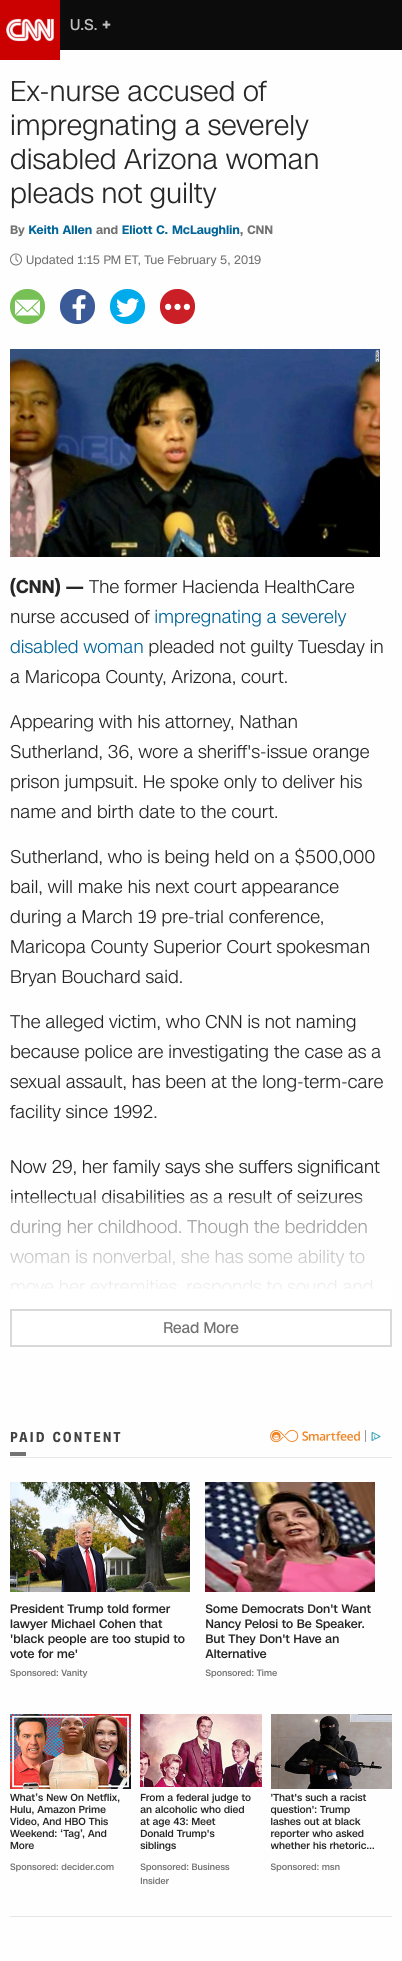 CNN
U.S. +
Ex-nurse accused of
impregnating a severely
disabled Arizona woman
pleads not guilty
By Keith Allen and Eliott C. McLaughlin, CNN
Updated 1:15 PM ET, Tue February 5, 2019
(CNN) — The former Hacienda HealthCare
nurse accused of impregnating a severely
disabled woman pleaded not guilty Tuesday in
a Maricopa County, Arizona, court.
Appearing with his attorney, Nathan
Sutherland, 36, wore a sheriff's-issue orange
prison jumpsuit. He spoke only to deliver his
name and birth date to the court.
Sutherland, who is being held on a $500,000
bail, will make his next court appearance
during a March 19 pre-trial conference,
Maricopa County Superior Court spokesman
Bryan Bouchard said.
The alleged victim, who CNN is not naming
because police are investigating the case as a
sexual assault, has been at the long-term-care
facility since 1992.
Now 29, her family says she suffers significant
intellectual disabilities as a result of seizures
during her childhood. Though the bedridden
woman is nonverbal, she has some ability to
move her extremities, responds to sound and
Read More
PAID CONTENT
Smartfeed
President Trump told former
lawyer Michael Cohen that
'black people are too stupid to
vote for me'
Sponsored: Vanity
Some Democrats Don't Want
Nancy Pelosi to Be Speaker.
But They Don't Have an
Alternative
Sponsored: Time
What's New On Netflix,
Hulu, Amazon Prime
Video, And HBO This
Weekend: 'Tag', And
More
Sponsored: decider.com
From a federal judge to
an alcoholic who died
at age 43: Meet
Donald Trump's
siblings
Sponsored: Business
Insider
'That's such a racist
question': Trump
lashes out at black
reporter who asked
whether his rhetoric...
Sponsored: msn